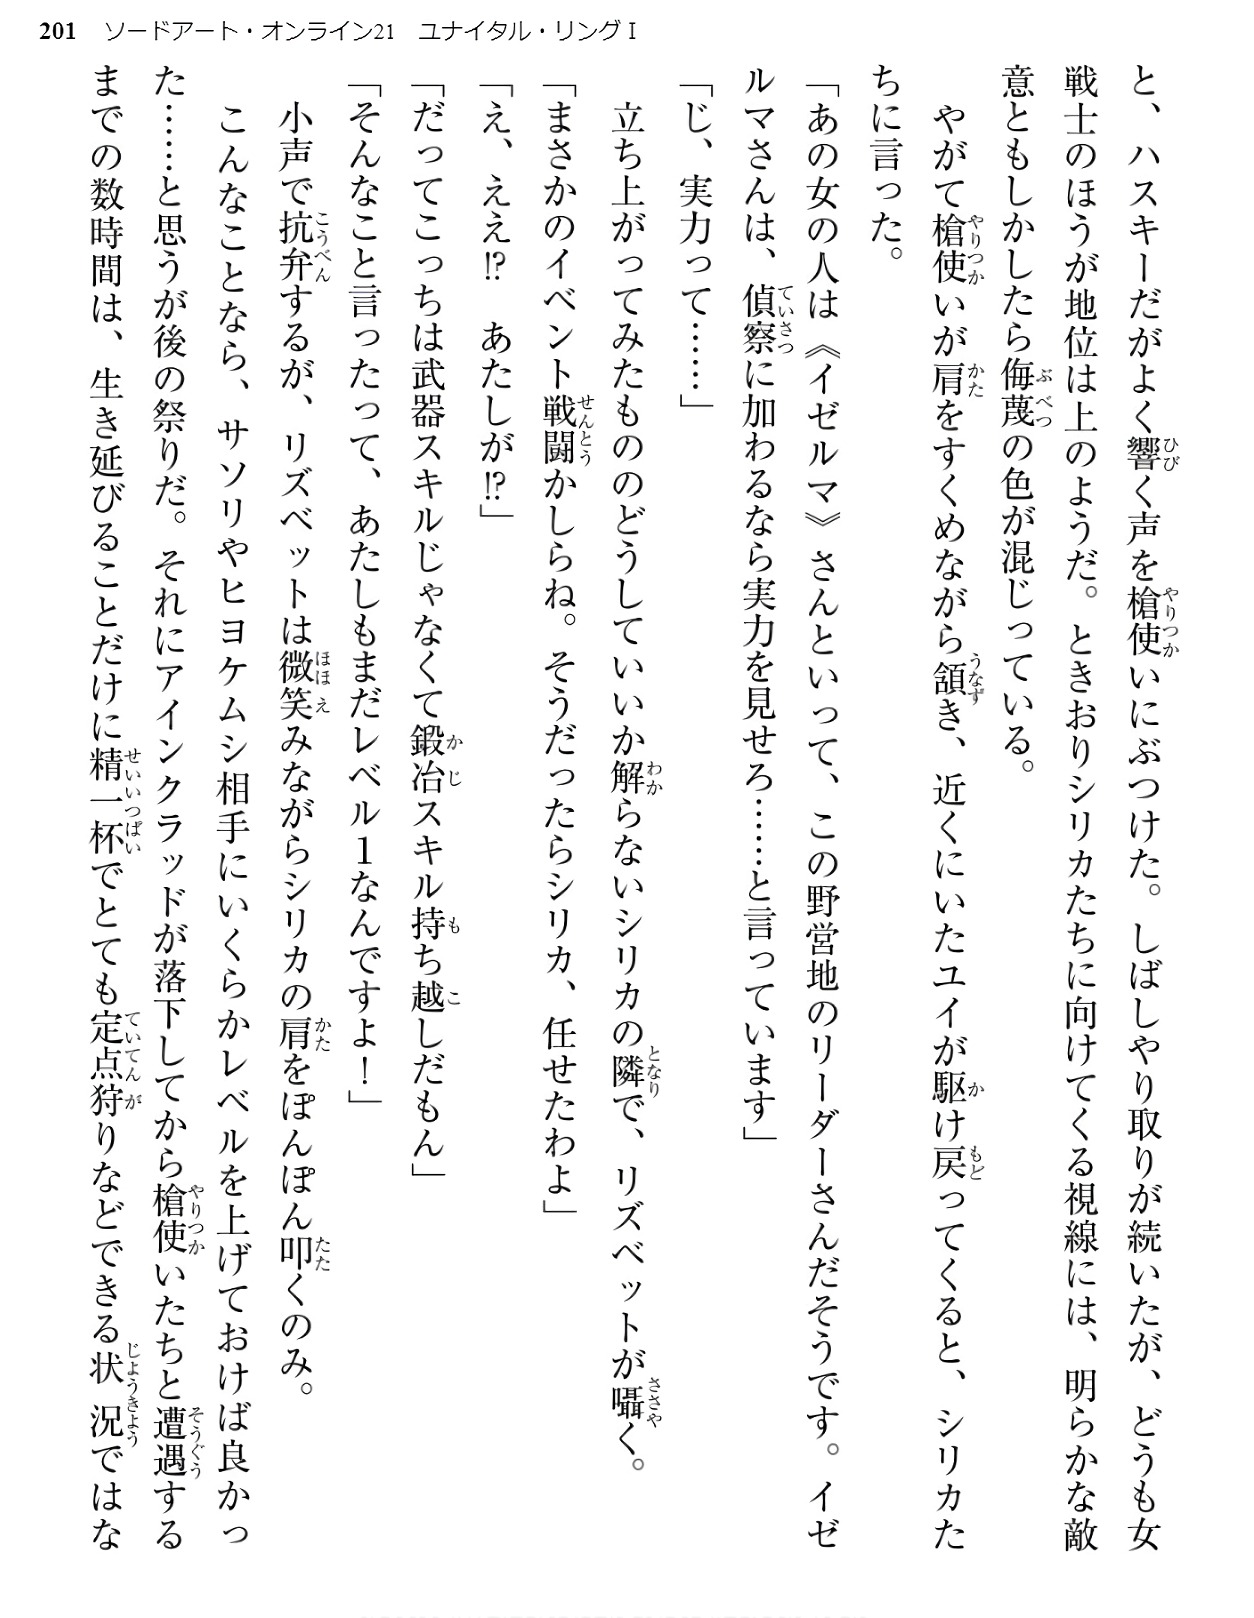 201　ソードアート・オンライン21　ユナイタル・リングⅠ
と、ハスキーだがよく響く声を槍使いにぶつけた。しばしやり取りが続いたが、どうも女
戦士のほうが地位は上のようだ。ときおりシリカたちに向けてくる視線には、明らかな敵
意ともしかしたら侮蔑の色が混じっている。
　やがて槍使いが肩をすくめながら頷き、近くにいたユイが駆け戻ってくると、シリカた
ちに言った。
「あの女の人は《イゼルマ》さんといって、この野営地のリーダーさんだそうです。イゼ
ルマさんは、偵察に加わるなら実力を見せろ……と言っています」
「じ、実力って……」
　立ち上がってみたもののどうしていいか解らないシリカの隣で、リズベットが囁く。
「まさかのイベント戦闘かしらね。そうだったらシリカ、任せたわよ」
「え、ええ!?　あたしが!?」
「だってこっちは武器スキルじゃなくて鍛冶スキル持ち越しだもん」
「そんなこと言ったって、あたしもまだレベル１なんですよ！」
　小声で抗弁するが、リズベットは微笑みながらシリカの肩をぽんぽん叩くのみ。
　こんなことなら、サソリやヒヨケムシ相手にいくらかレベルを上げておけば良かっ
た……と思うが後の祭りだ。それにアインクラッドが落下してから槍使いたちと遭遇する
までの数時間は、生き延びることだけに精一杯でとても定点狩りなどできる状況ではな